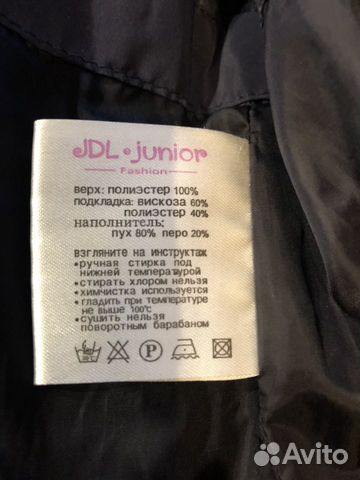 JDL • junior
Fashion
верх: ПОЛИЭСТЕР 100%
подкладка: ВИСКОЗА 60%
ПОЛИЭСТЕР 40%
наполнитель:
ПУХ 80% ПЕРО 20%
ВЗГЛЯНИТЕ НА ИНСТРУКТАЖ
•РУЧНАЯ СТИРКА ПОД
НИЖНЕЙ ТЕМПЕРАТУРОЙ
•СТИРАТЬ ХЛОРОМ НЕЛЬЗЯ
•ХИМЧИСТКА ИСПОЛЬЗУЕТСЯ
•ГЛАДИТЬ ПРИ ТЕМПЕРАТУРЕ
НЕ ВЫШЕ 100°C
•СУШИТЬ НЕЛЬЗЯ
ПОВОРОТНЫМ БАРАБАНОМ
P
Avito